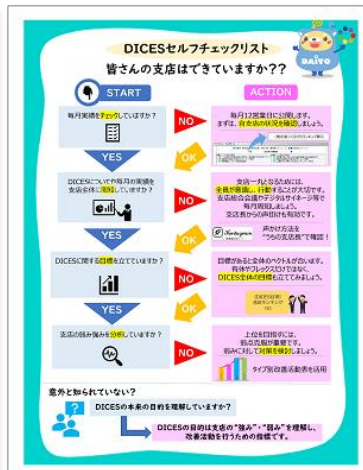 DICESセルフチェックリスト
皆さんの支店はできていますか??
DAITO
START
ACTION
毎月実績をチェックしていますか?
NO
毎月12営業日に公開します。
まずは、自支店の状況を確認しましょう。
YES
OK
DICESについてや毎月の実績を
支店全体に周知していますか?
NO
支店一丸となるためには、
全員が意識し、行動することが大切です。
支店総合会議やデジタルサイネージ等で
毎月周知しましょう。
支店長からの声掛けも有効です。
声かけ方法を
"うちの支店長"で確認!
YES
OK
DICESに関する目標を立てていますか?
NO
目標があると全体のベクトルが合います。
有休やフレックスだけではなく、
DICES全体の目標も立ててみましょう。
YES
OK
支店の弱み強みを分析していますか?
NO
上位を目指すには、
弱点克服が重要です。
弱みに対して対策を検討しましょう。
タイプ別改善活動表を活用
意外と知られていない?
DICESの本来の目的を理解していますか?
DICESの目的は支店の"強み"・"弱み"を理解し、
改善活動を行うための指標です。